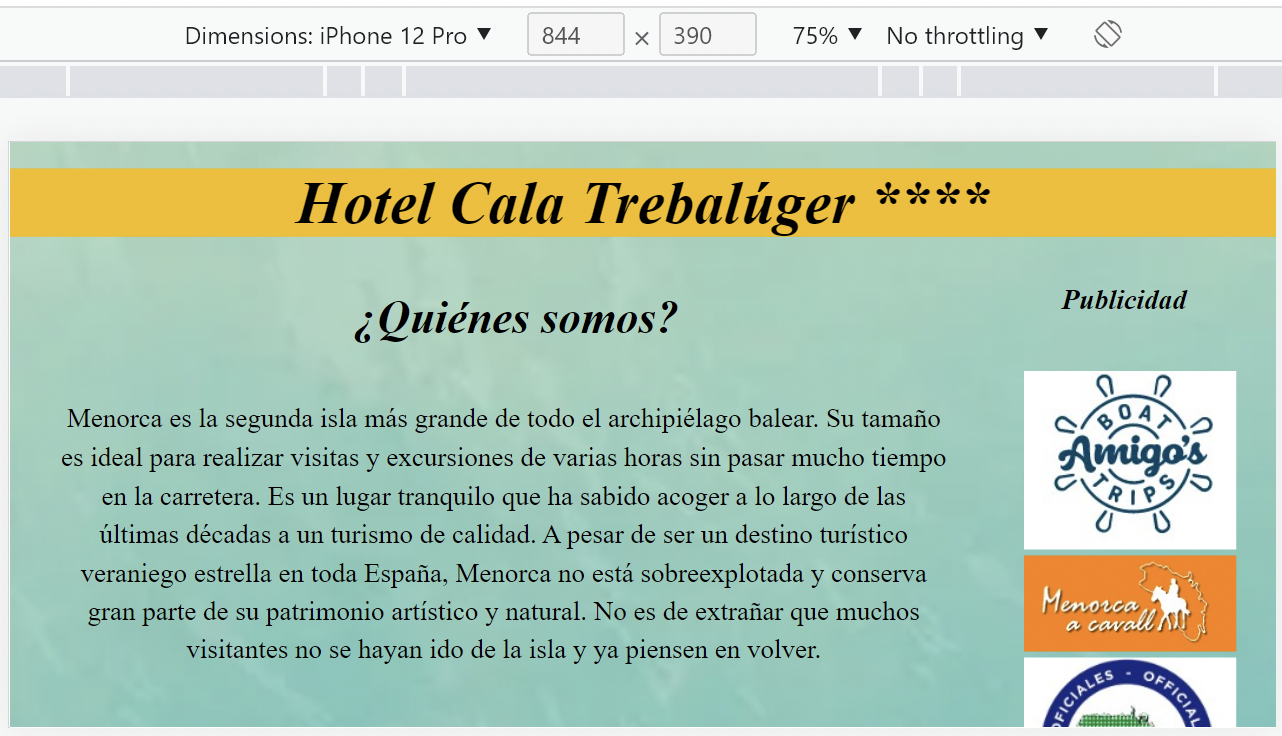 Dimensions: iPhone 12 Pro ▼ 844 × 390 75% ▼ No throttling ▼
Hotel Cala Trebalúger ****
¿Quiénes somos?
Menorca es la segunda isla más grande de todo el archipiélago balear. Su tamaño
es ideal para realizar visitas y excursiones de varias horas sin pasar mucho tiempo
en la carretera. Es un lugar tranquilo que ha sabido acoger a lo largo de las
últimas décadas a un turismo de calidad. A pesar de ser un destino turístico
veraniego estrella en toda España, Menorca no está sobreexplotada y conserva
gran parte de su patrimonio artístico y natural. No es de extrañar que muchos
visitantes no se hayan ido de la isla y ya piensen en volver.
Publicidad
BOAT
Amigo's
TRIPS
Menorca
a cavall
OFICIALES - OFFICIAL